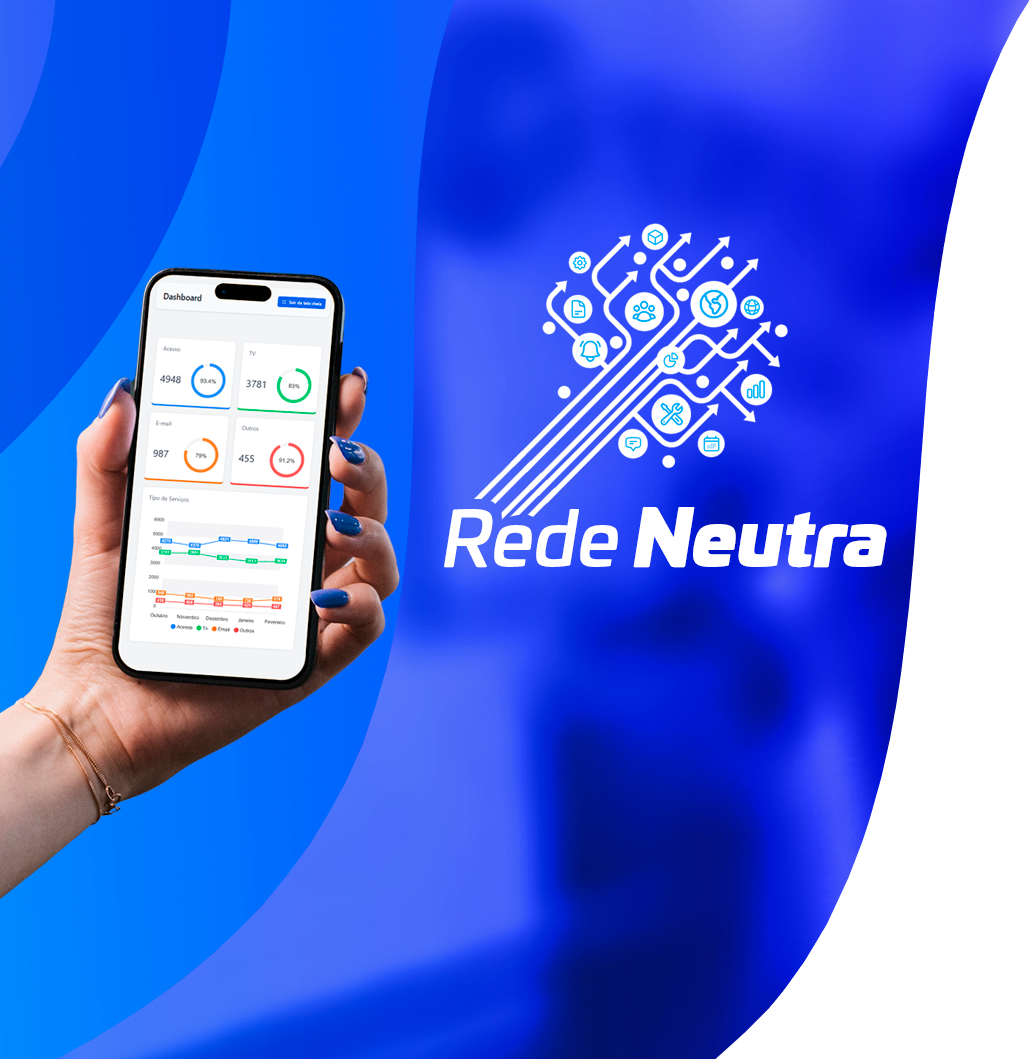 Dashboard
Sair da tela cheia
Acesso
4948
93.4%
TV
3781
83%
E-mail
987
79%
Outros
455
91.2%
Tipo de Serviços
6000
5000
4000
3000
2000
1000
0
Outubro Novembro Dezembro Janeiro Fevereiro
Acesso Tv Email Outros
Rede Neutra